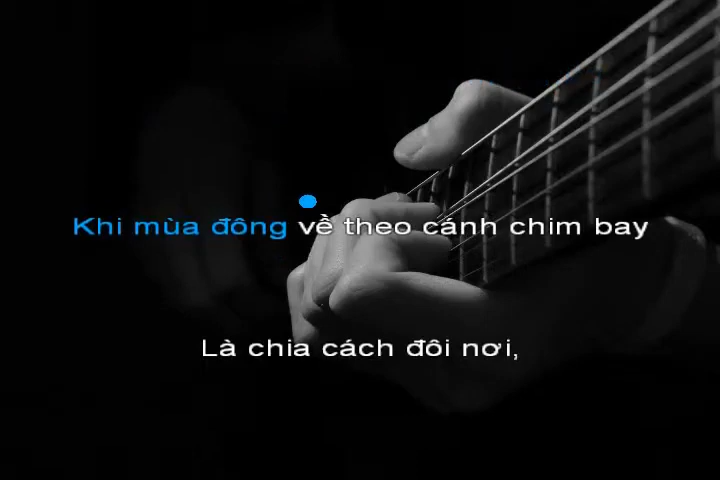 Khi mùa đông về theo cánh chim bay
Là chia cách đôi nơi,